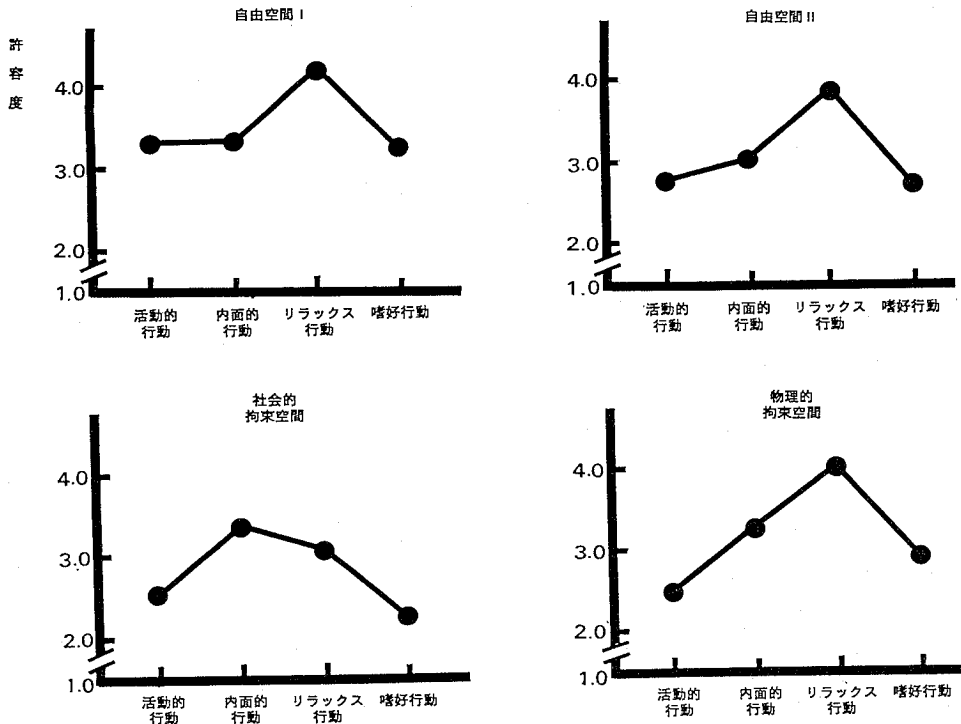 自由空間 I
許
容
度
4.0
3.0
2.0
1.0
活動的
行動
内面的
行動
リラックス
行動
嗜好行動
自由空間 II
4.0
3.0
2.0
1.0
活動的
行動
内面的
行動
リラックス
行動
嗜好行動
社会的
拘束空間
4.0
3.0
2.0
1.0
活動的
行動
内面的
行動
リラックス
行動
嗜好行動
物理的
拘束空間
4.0
3.0
2.0
1.0
活動的
行動
内面的
行動
リラックス
行動
嗜好行動